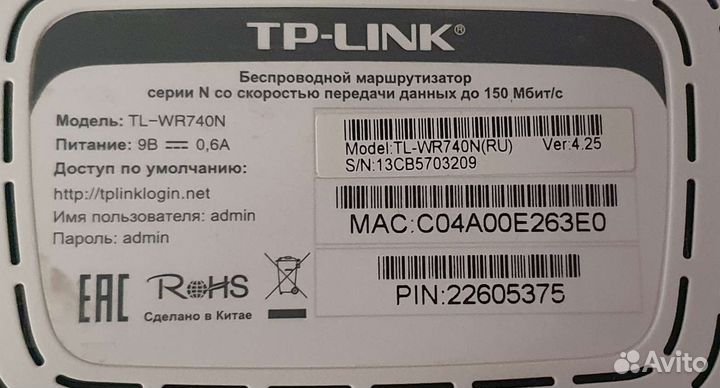 TP-LINK®
Беспроводной маршрутизатор
серии N со скоростью передачи данных до 150 Мбит/с
Модель: TL-WR740N
Питание: 9В ⎓ 0,6А
Доступ по умолчанию:
http://tplinklogin.net
Имя пользователя: admin
Пароль: admin
Model:TL-WR740N(RU) Ver:4.25
S/N:13CB5703209
MAC:C04A00E263E0
PIN:22605375
EAC RoHS
Сделано в Китае
Avito